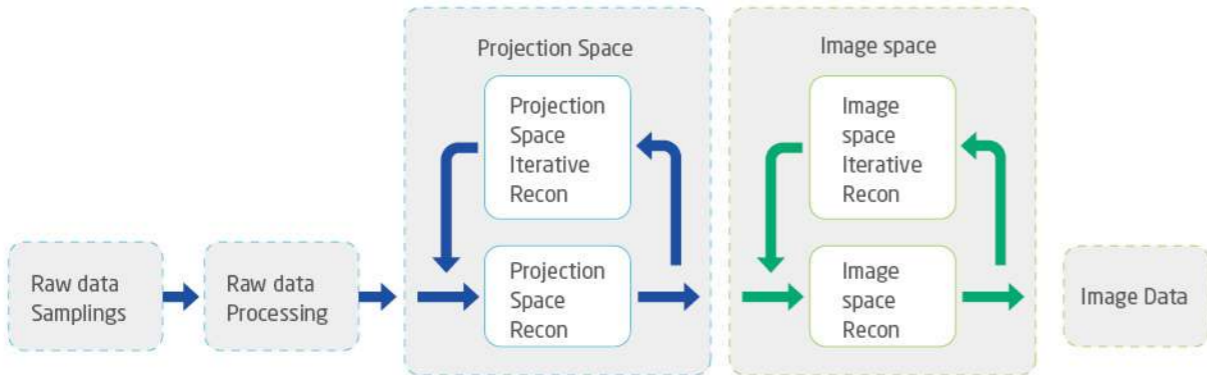 Projection Space
Projection
Space
Iterative
Recon
Projection
Space
Recon
Image space
Image
space
Iterative
Recon
Image
space
Recon
Raw data
Samplings
Raw data
Processing
Image Data